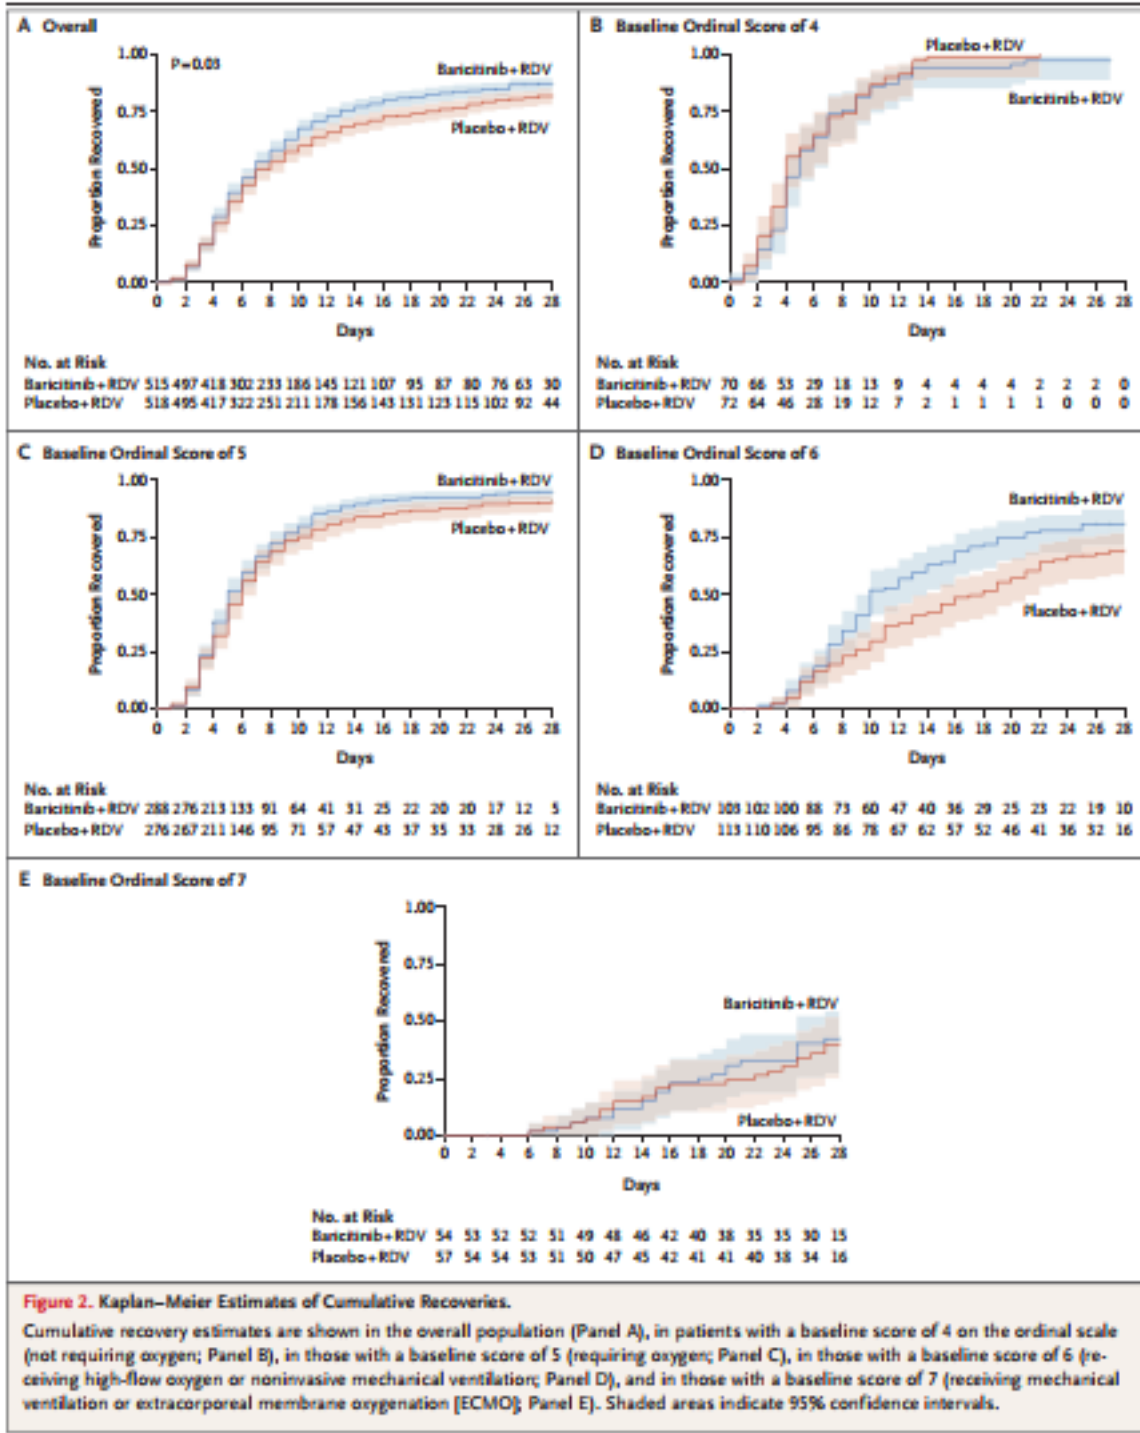 A Overall
1.00
P=0.03
Baricitinib+RDV
0.75
Placebo+RDV
0.50
0.25
0.00
Proportion Recovered
0 2 4 6 8 10 12 14 16 18 20 22 24 26 28
Days
No. at Risk
Baricitinib+RDV 515 497 418 302 233 186 145 121 107 95 87 80 76 63 30
Placebo+RDV 518 495 417 322 251 211 178 156 143 131 123 115 102 92 44
B Baseline Ordinal Score of 4
Placebo+RDV
1.00
Baricitinib+RDV
0.75
0.50
0.25
0.00
Proportion Recovered
0 2 4 6 8 10 12 14 16 18 20 22 24 26 28
Days
No. at Risk
Baricitinib+RDV 70 66 53 29 18 13 9 4 4 4 4 2 2 2 0
Placebo+RDV 72 64 46 28 19 12 7 2 1 1 1 1 0 0 0
C Baseline Ordinal Score of 5
1.00
Baricitinib+RDV
Placebo+RDV
0.75
0.50
0.25
0.00
Proportion Recovered
0 2 4 6 8 10 12 14 16 18 20 22 24 26 28
Days
No. at Risk
Baricitinib+RDV 288 276 213 133 91 64 41 31 25 22 20 20 17 12 5
Placebo+RDV 276 267 211 146 95 71 57 47 43 37 35 33 28 26 12
D Baseline Ordinal Score of 6
1.00
Baricitinib+RDV
0.75
0.50
Placebo+RDV
0.25
0.00
Proportion Recovered
0 2 4 6 8 10 12 14 16 18 20 22 24 26 28
Days
No. at Risk
Baricitinib+RDV 103 102 100 88 73 60 47 40 36 29 25 23 22 19 10
Placebo+RDV 113 110 106 95 86 78 67 62 57 52 46 41 36 32 16
E Baseline Ordinal Score of 7
1.00
0.75
Baricitinib+RDV
0.50
0.25
Placebo+RDV
0.00
Proportion Recovered
0 2 4 6 8 10 12 14 16 18 20 22 24 26 28
Days
No. at Risk
Baricitinib+RDV 54 53 52 52 51 49 48 46 42 40 38 35 35 30 15
Placebo+RDV 57 54 54 53 51 50 47 45 42 41 41 40 38 34 16
Figure 2. Kaplan–Meier Estimates of Cumulative Recoveries.
Cumulative recovery estimates are shown in the overall population (Panel A), in patients with a baseline score of 4 on the ordinal scale
(not requiring oxygen; Panel B), in those with a baseline score of 5 (requiring oxygen; Panel C), in those with a baseline score of 6 (re-
ceiving high-flow oxygen or noninvasive mechanical ventilation; Panel D), and in those with a baseline score of 7 (receiving mechanical
ventilation or extracorporeal membrane oxygenation [ECMO]; Panel E). Shaded areas indicate 95% confidence intervals.